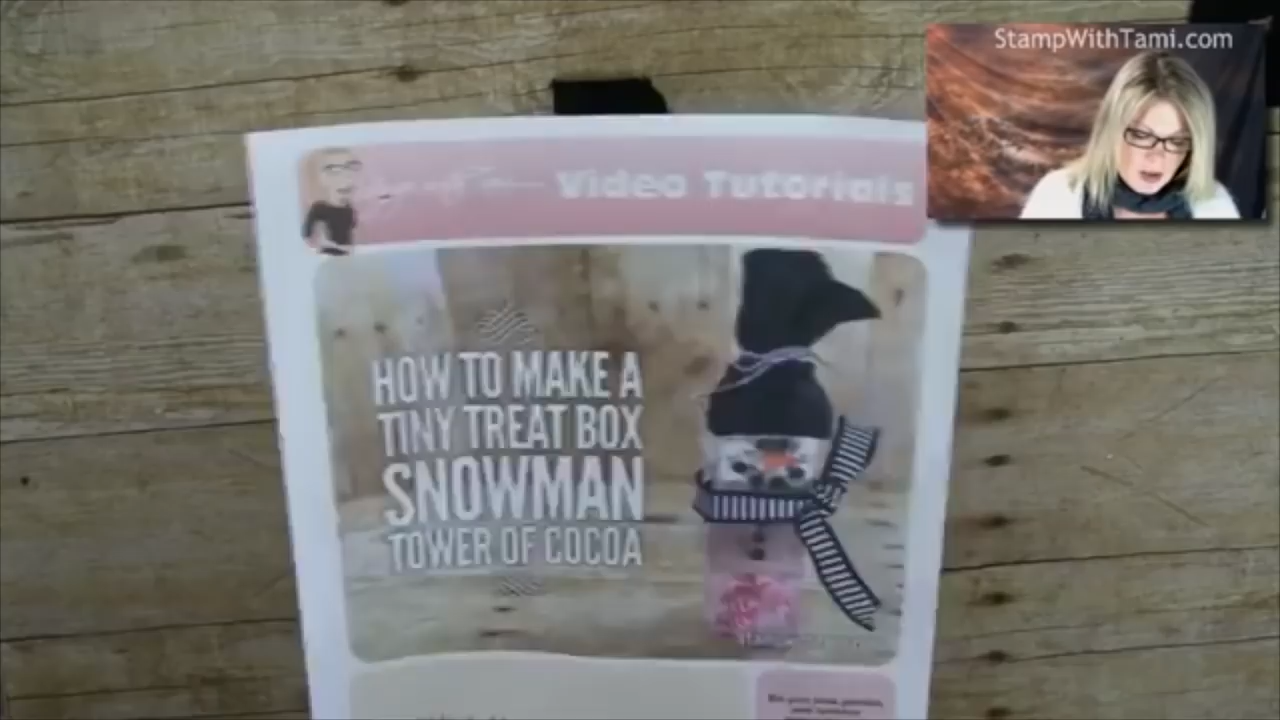 StampWithTami.com
Video Tutorials
HOW TO MAKE A
TINY TREAT BOX
SNOWMAN
TOWER OF COCOA